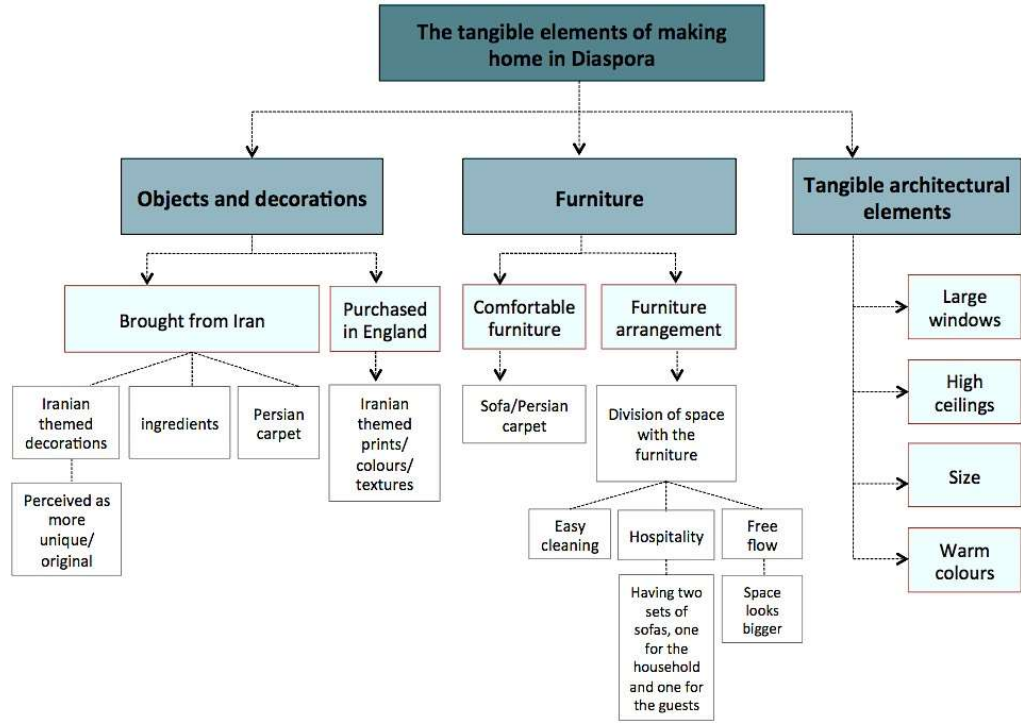 The tangible elements of making
home in Diaspora
Objects and decorations
Furniture
Tangible architectural
elements
Brought from Iran
Purchased
in England
Comfortable
furniture
Furniture
arrangement
Large
windows
High
ceilings
Size
Warm
colours
Iranian
themed
decorations
ingredients
Persian
carpet
Iranian
themed
prints/
colours/
textures
Sofa/Persian
carpet
Division of space
with the
furniture
Perceived as
more
unique/
original
Easy
cleaning
Hospitality
Free
flow
Having two
sets of
sofas, one
for the
household
and one for
the guests
Space
looks
bigger